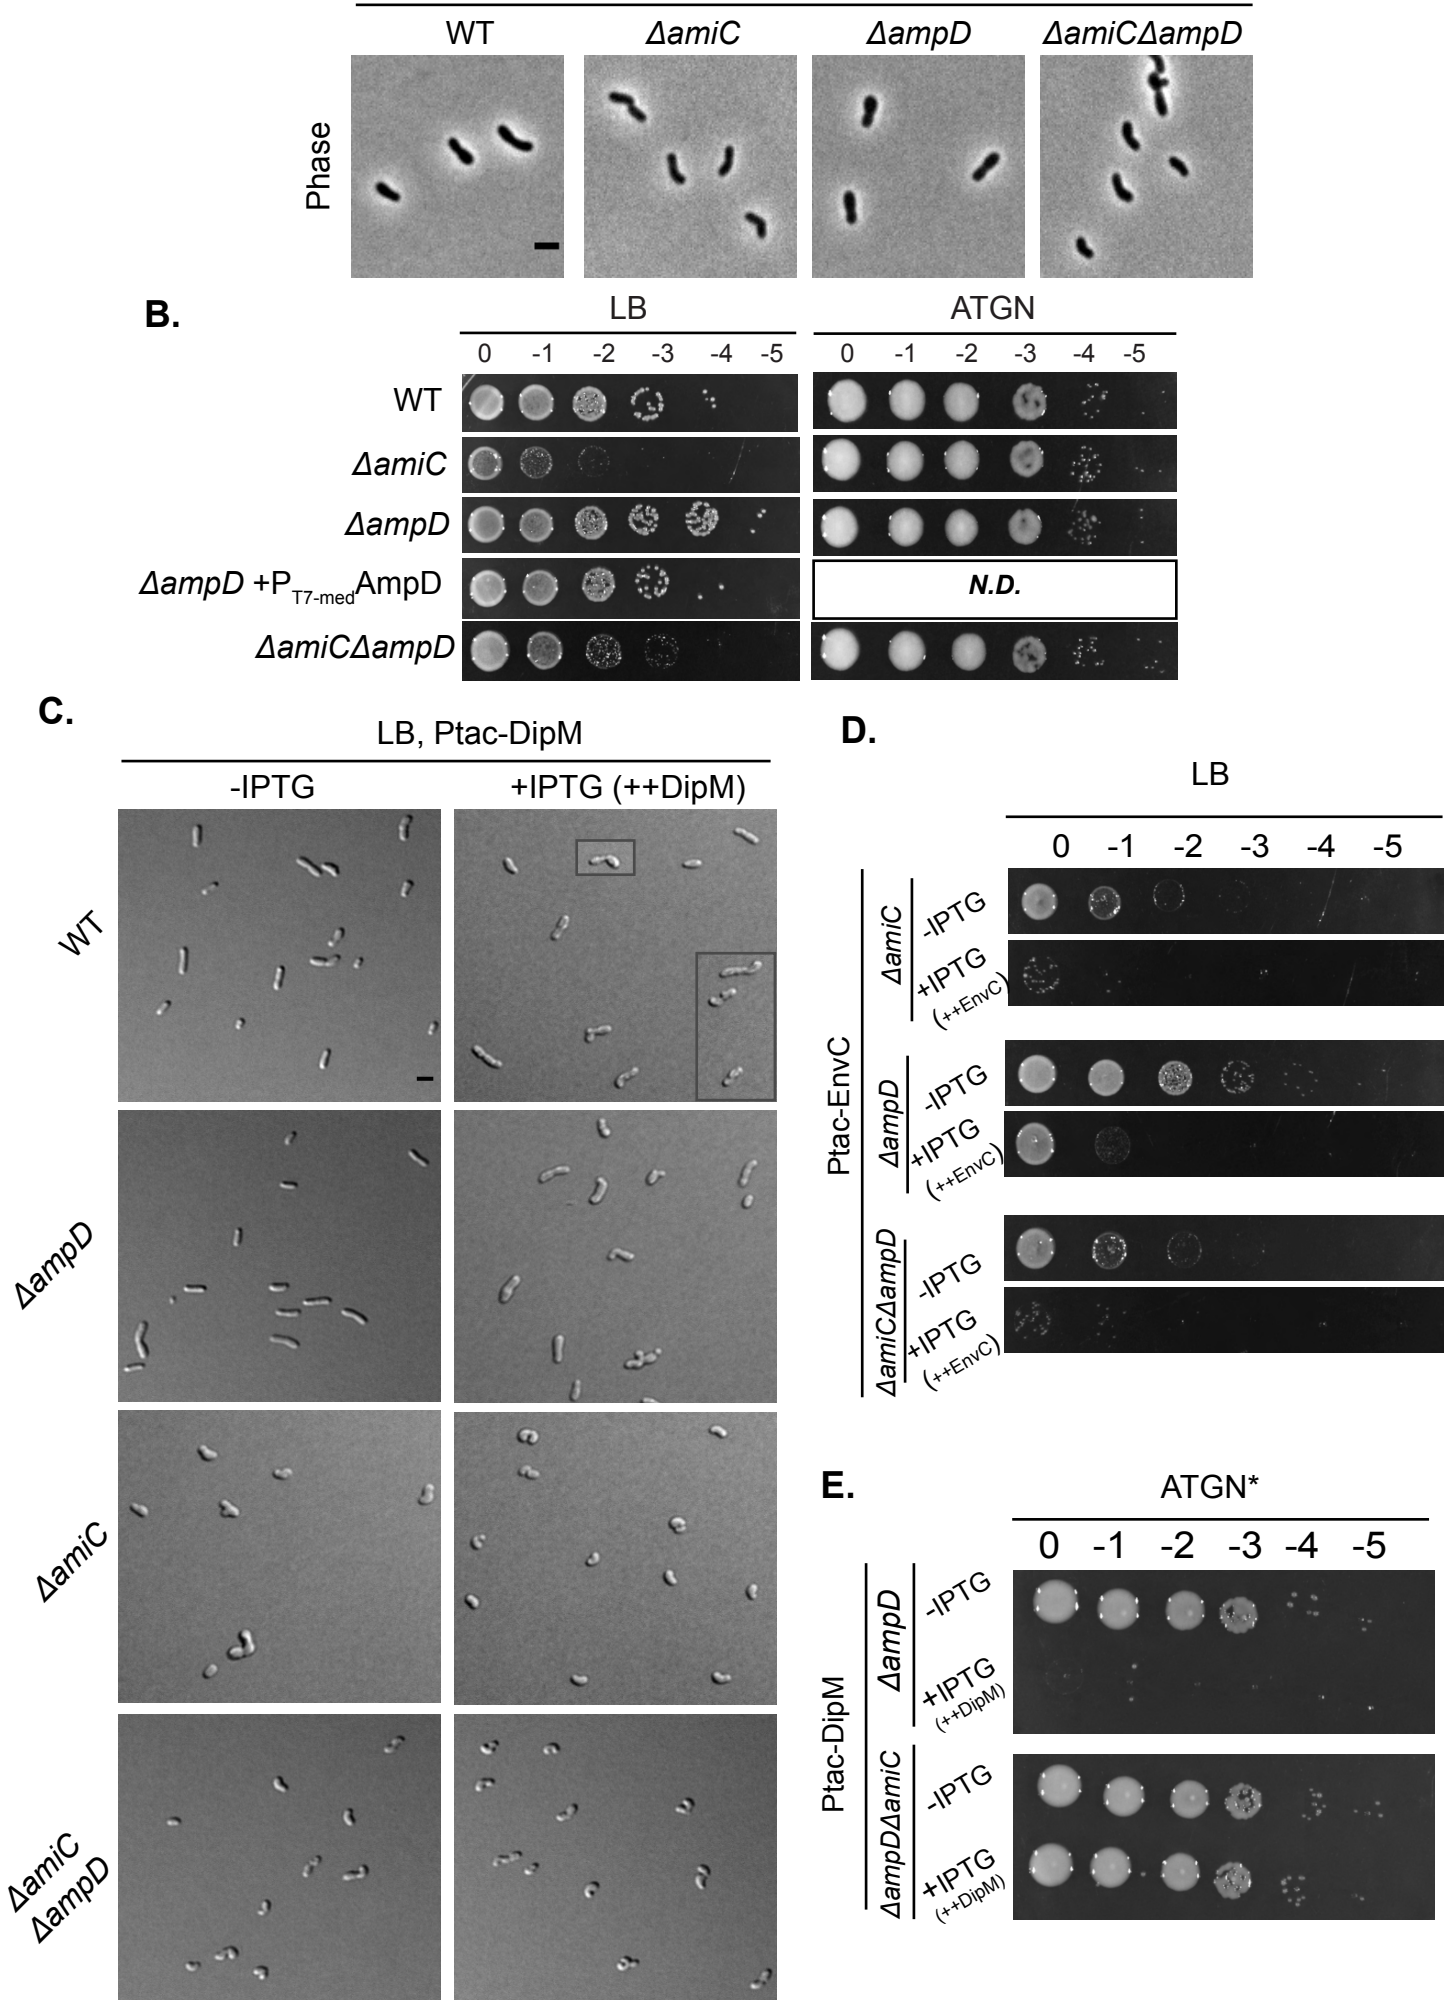 WT ΔamiC ΔampD ΔamiCΔampD
Phase
B.
LB ATGN
0 -1 -2 -3 -4 -5 0 -1 -2 -3 -4 -5
WT
ΔamiC
ΔampD
ΔampD +PT7-medAmpD N.D.
ΔamiCΔampD
C.
LB, Ptac-DipM
-IPTG +IPTG (++DipM)
WT
ΔampD
ΔamiC
ΔamiC
ΔampD
D.
LB
0 -1 -2 -3 -4 -5
Ptac-EnvC
ΔamiC
-IPTG
+IPTG
(++EnvC)
ΔampD
-IPTG
+IPTG
(++EnvC)
ΔamiCΔampD
-IPTG
+IPTG
(++EnvC)
E.
ATGN*
0 -1 -2 -3 -4 -5
Ptac-DipM
ΔampD
-IPTG
+IPTG
(++DipM)
ΔampDΔamiC
-IPTG
+IPTG
(++DipM)